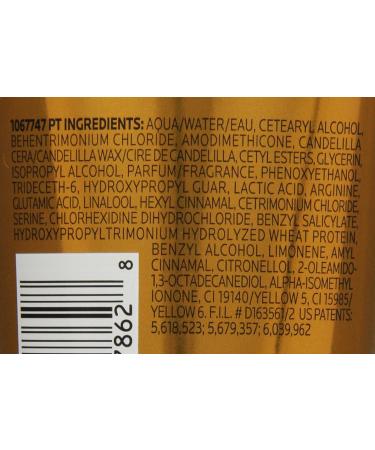 1067747 PT INGREDIENTS: AQUA/WATER/EAU, CETEARYL ALCOHOL,
BEHENTRIMONIUM CHLORIDE, AMODIMETHICONE, CANDELILLA
CERA/CANDELILLA WAX/CIRE DE CANDELILLA, CETYL ESTERS, GLYCERIN,
ISOPROPYL ALCOHOL, PARFUM/FRAGRANCE, PHENOXYETHANOL,
TRIDECETH-6, HYDROXYPROPYL GUAR, LACTIC ACID, ARGININE,
GLUTAMIC ACID, LINALOOL, HEXYL CINNAMAL, CETRIMONIUM CHLORIDE,
SERINE, CHLORHEXIDINE DIHYDROCHLORIDE, BENZYL SALICYLATE,
HYDROXYPROPYLTRIMONIUM HYDROLYZED WHEAT PROTEIN,
BENZYL ALCOHOL, LIMONENE, AMYL
CINNAMAL, CITRONELLOL, 2-OLEAMIDO-
1,3-OCTADECANEDIOL, ALPHA-ISOMETHYL
IONONE, CI 19140/YELLOW 5, CI 15985/
YELLOW 6. F.I.L. # D163561/2 US PATENTS:
5,618,523; 5,679,357; 6,039,962
7862 8